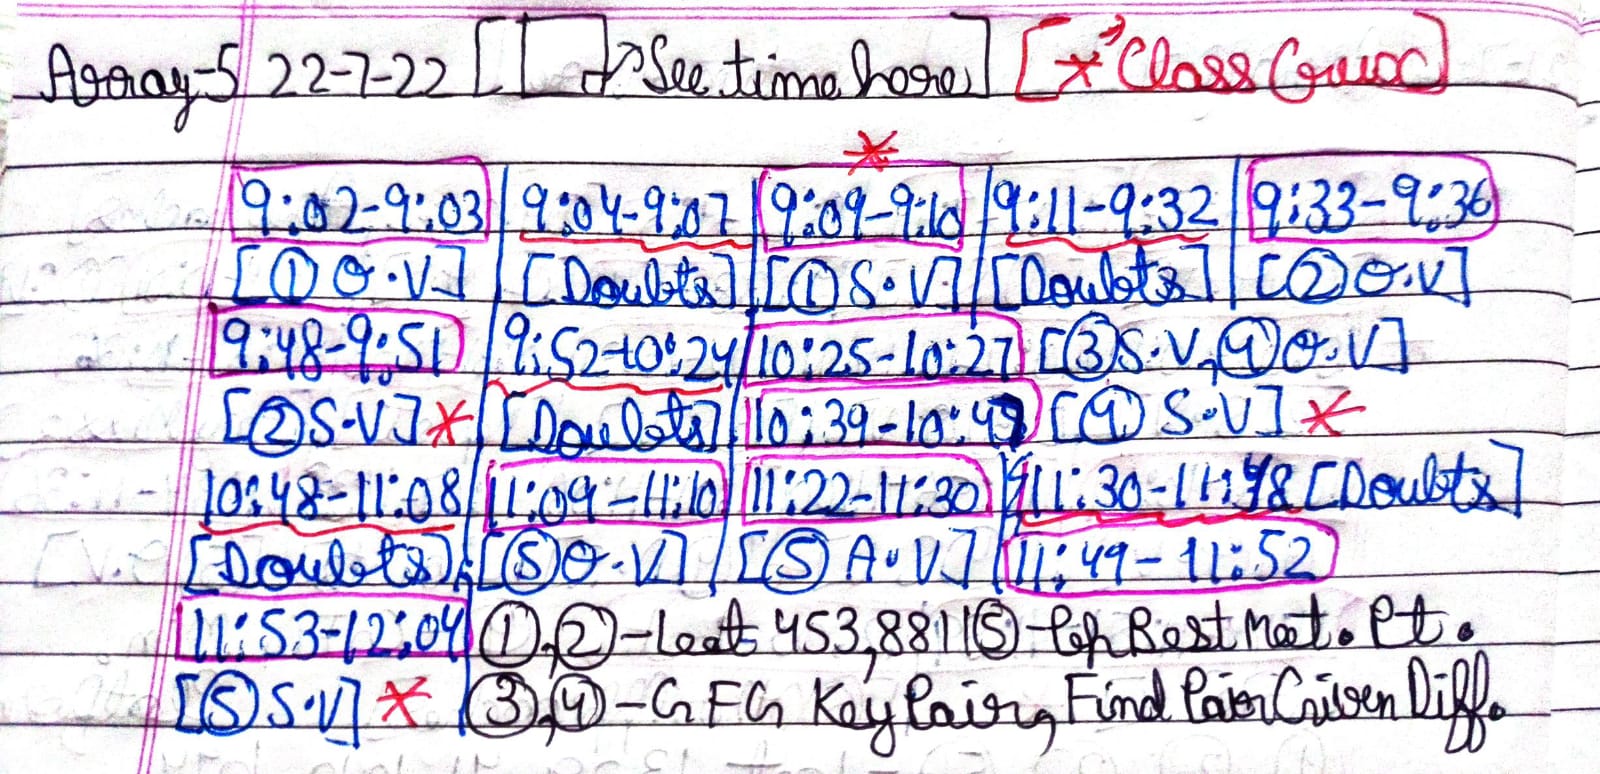 Array-5 22-7-22 [ → See time here] [* → Class Crux]
*
9:02-9:03 | 9:04-9:07 | 9:09-9:10 | 9:11-9:32 | 9:33-9:36
[① Q.V] [Doubts] [① S.V] [Doubts] [② Q.V]
9:48-9:51 | 9:52-10:24 | 10:25-10:27 [③ S.V, ④ Q.V]
[② S.V] * [Doubts] 10:39-10:47 [④ S.V] *
10:48-11:08 | 11:09-11:10 | 11:22-11:30 | 11:30-11:48 [Doubts]
[Doubts] [⑤ Q.V] [⑤ A.V] 11:49-11:52
11:53-12:04 ①,② - Leet 453, 881 | ⑤ - Best Meet. Pt.
[⑤ S.V] * ③,④ - GFG Key Pair, Find Pair Given Diff.